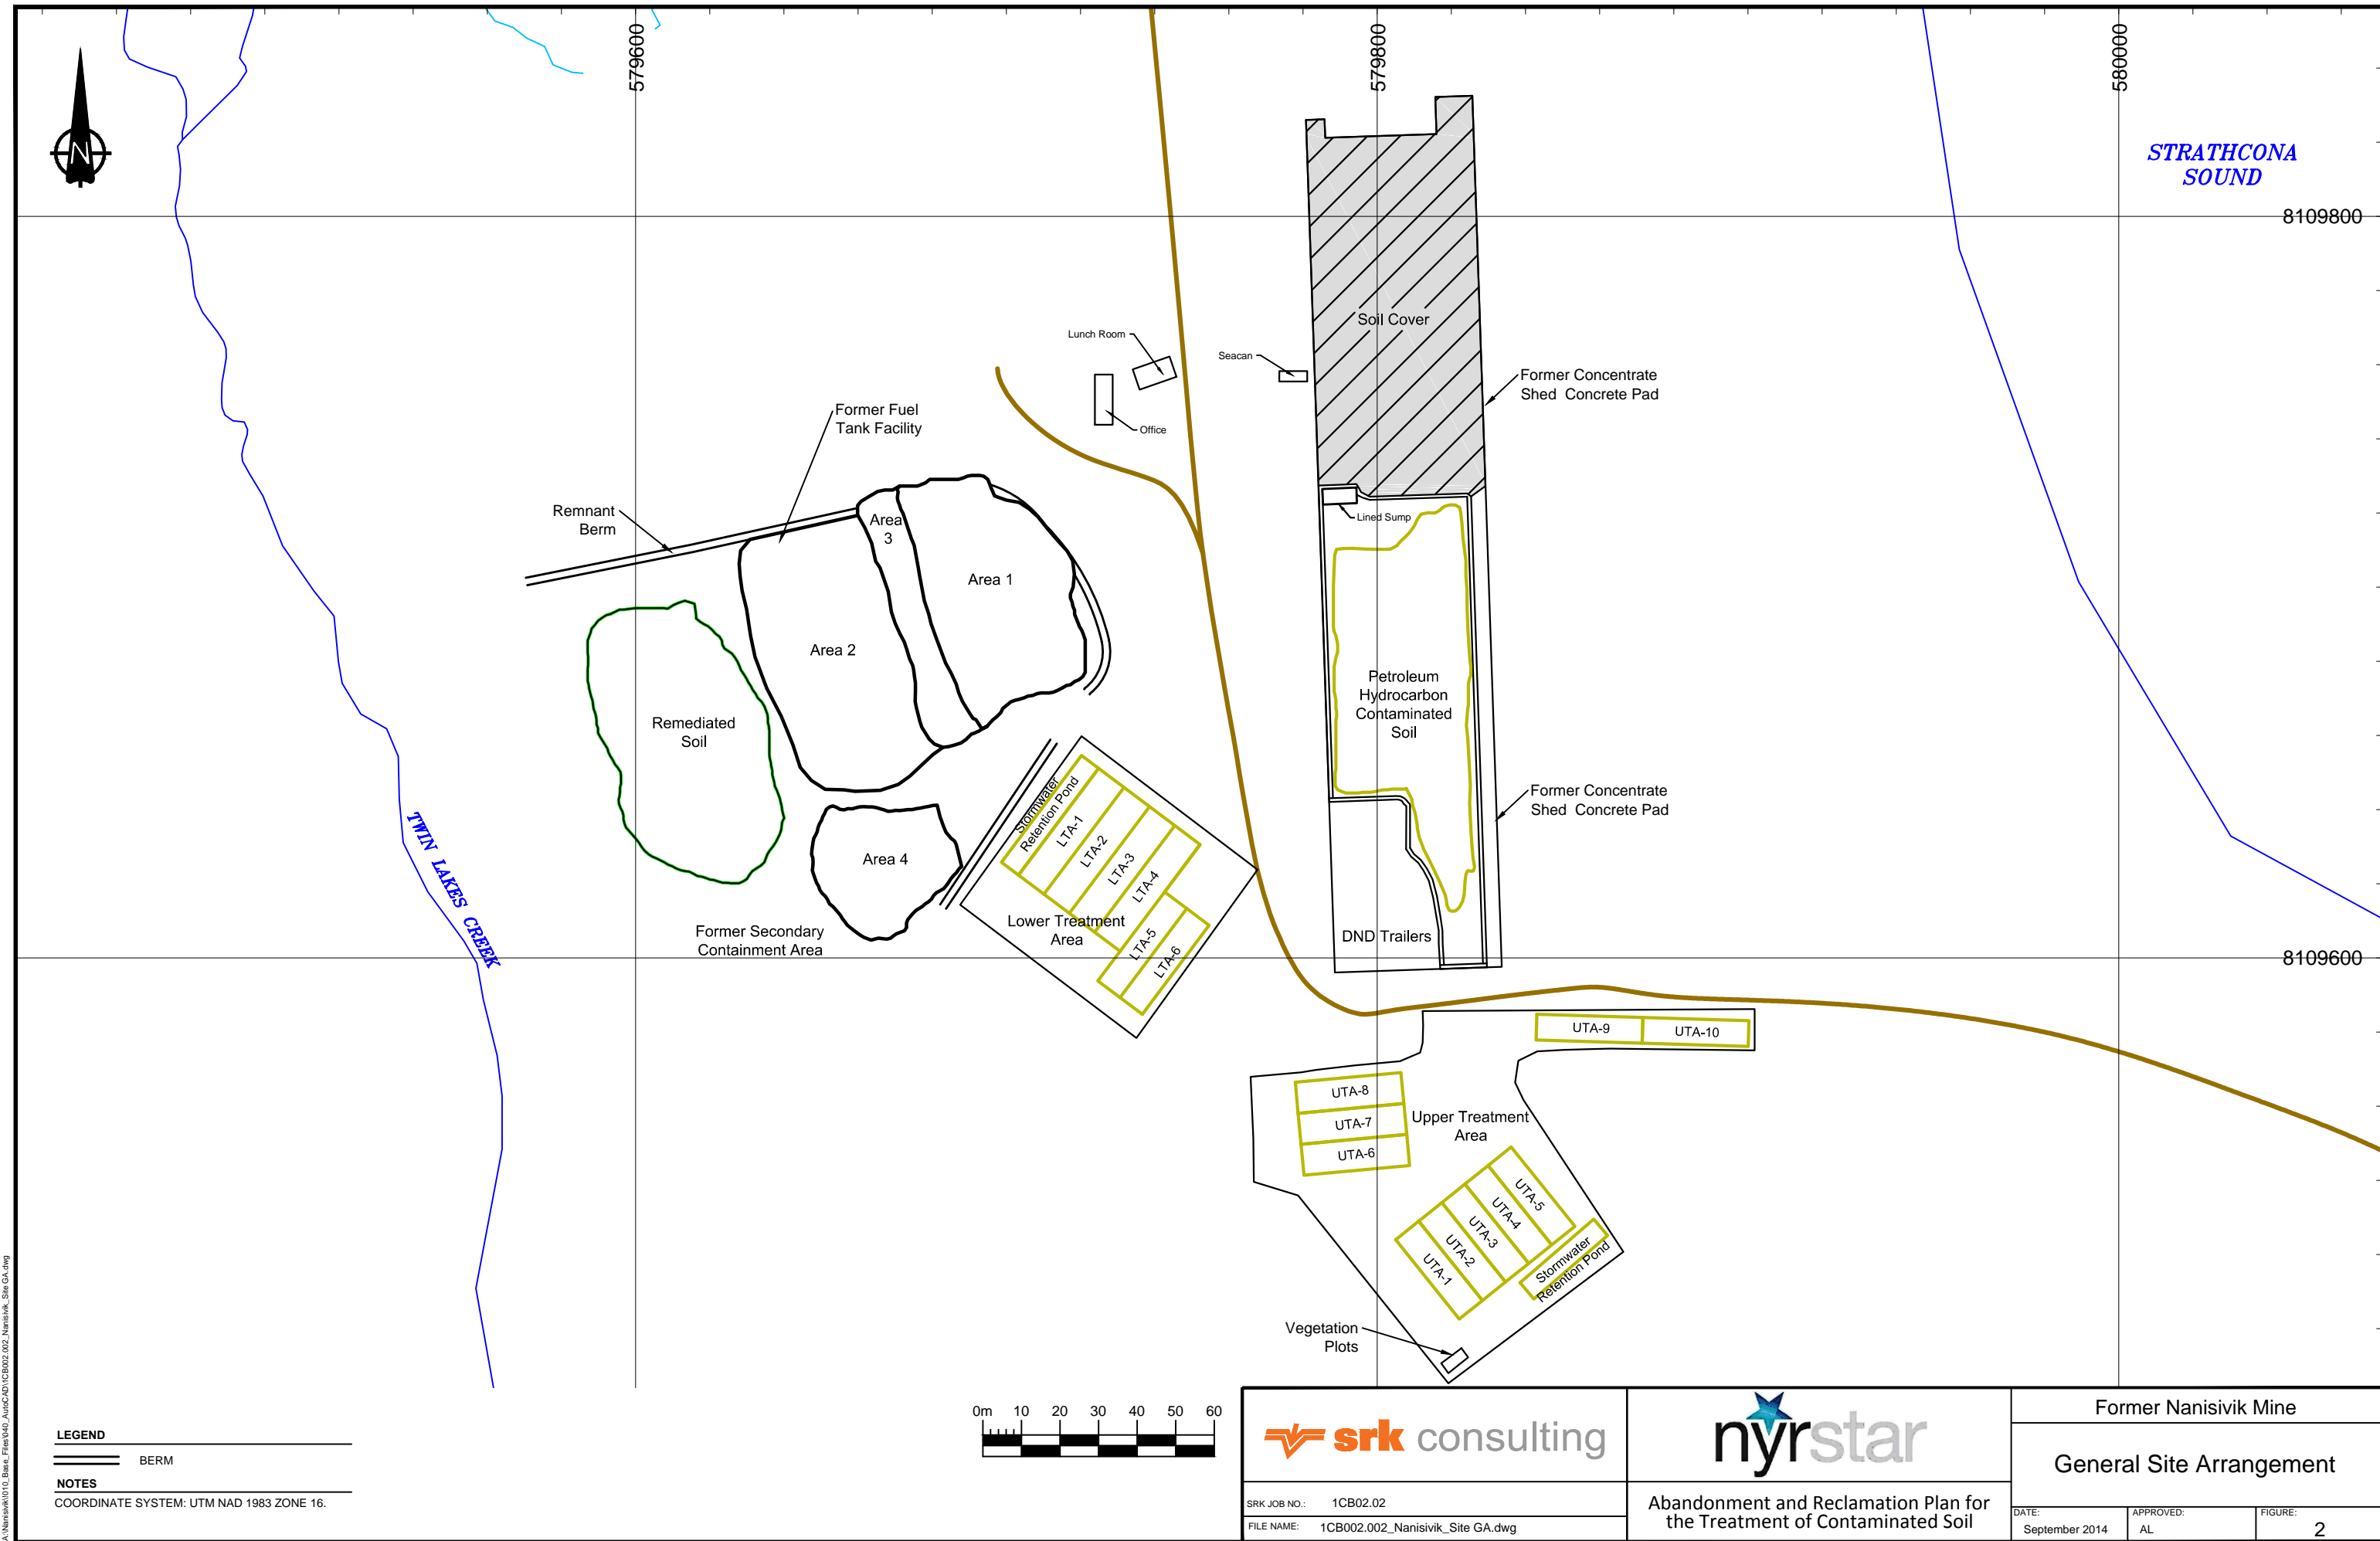 579600
579800
580000
N
STRATHCONA
SOUND
8109800
Soil Cover
Lunch Room
Seacan
Former Concentrate
Shed Concrete Pad
Office
Former Fuel
Tank Facility
Remnant
Berm
Area
3
Lined Sump
Area 1
Area 2
Petroleum
Hydrocarbon
Contaminated
Soil
Remediated
Soil
Former Concentrate
Shed Concrete Pad
Stormwater
Retention Pond
LTA-1
LTA-2
LTA-3
LTA-4
LTA-5
LTA-6
Area 4
TWIN LAKES CREEK
Lower Treatment
Area
Former Secondary
Containment Area
DND Trailers
8109600
UTA-9
UTA-10
UTA-8
UTA-7
UTA-6
Upper Treatment
Area
UTA-5
UTA-4
UTA-3
UTA-2
UTA-1
Stormwater
Retention Pond
Vegetation
Plots
0m 10 20 30 40 50 60
LEGEND
BERM
NOTES
COORDINATE SYSTEM: UTM NAD 1983 ZONE 16.
srk consulting
SRK JOB NO.: 1CB02.02
FILE NAME: 1CB002.002_Nanisivik_Site GA.dwg
nyrstar
Abandonment and Reclamation Plan for
the Treatment of Contaminated Soil
Former Nanisivik Mine
General Site Arrangement
DATE:
September 2014
APPROVED:
AL
FIGURE:
2
A:\Nanisivik\!010_Base_Files\040_AutoCAD\1CB002.002_Nanisivik_Site GA.dwg